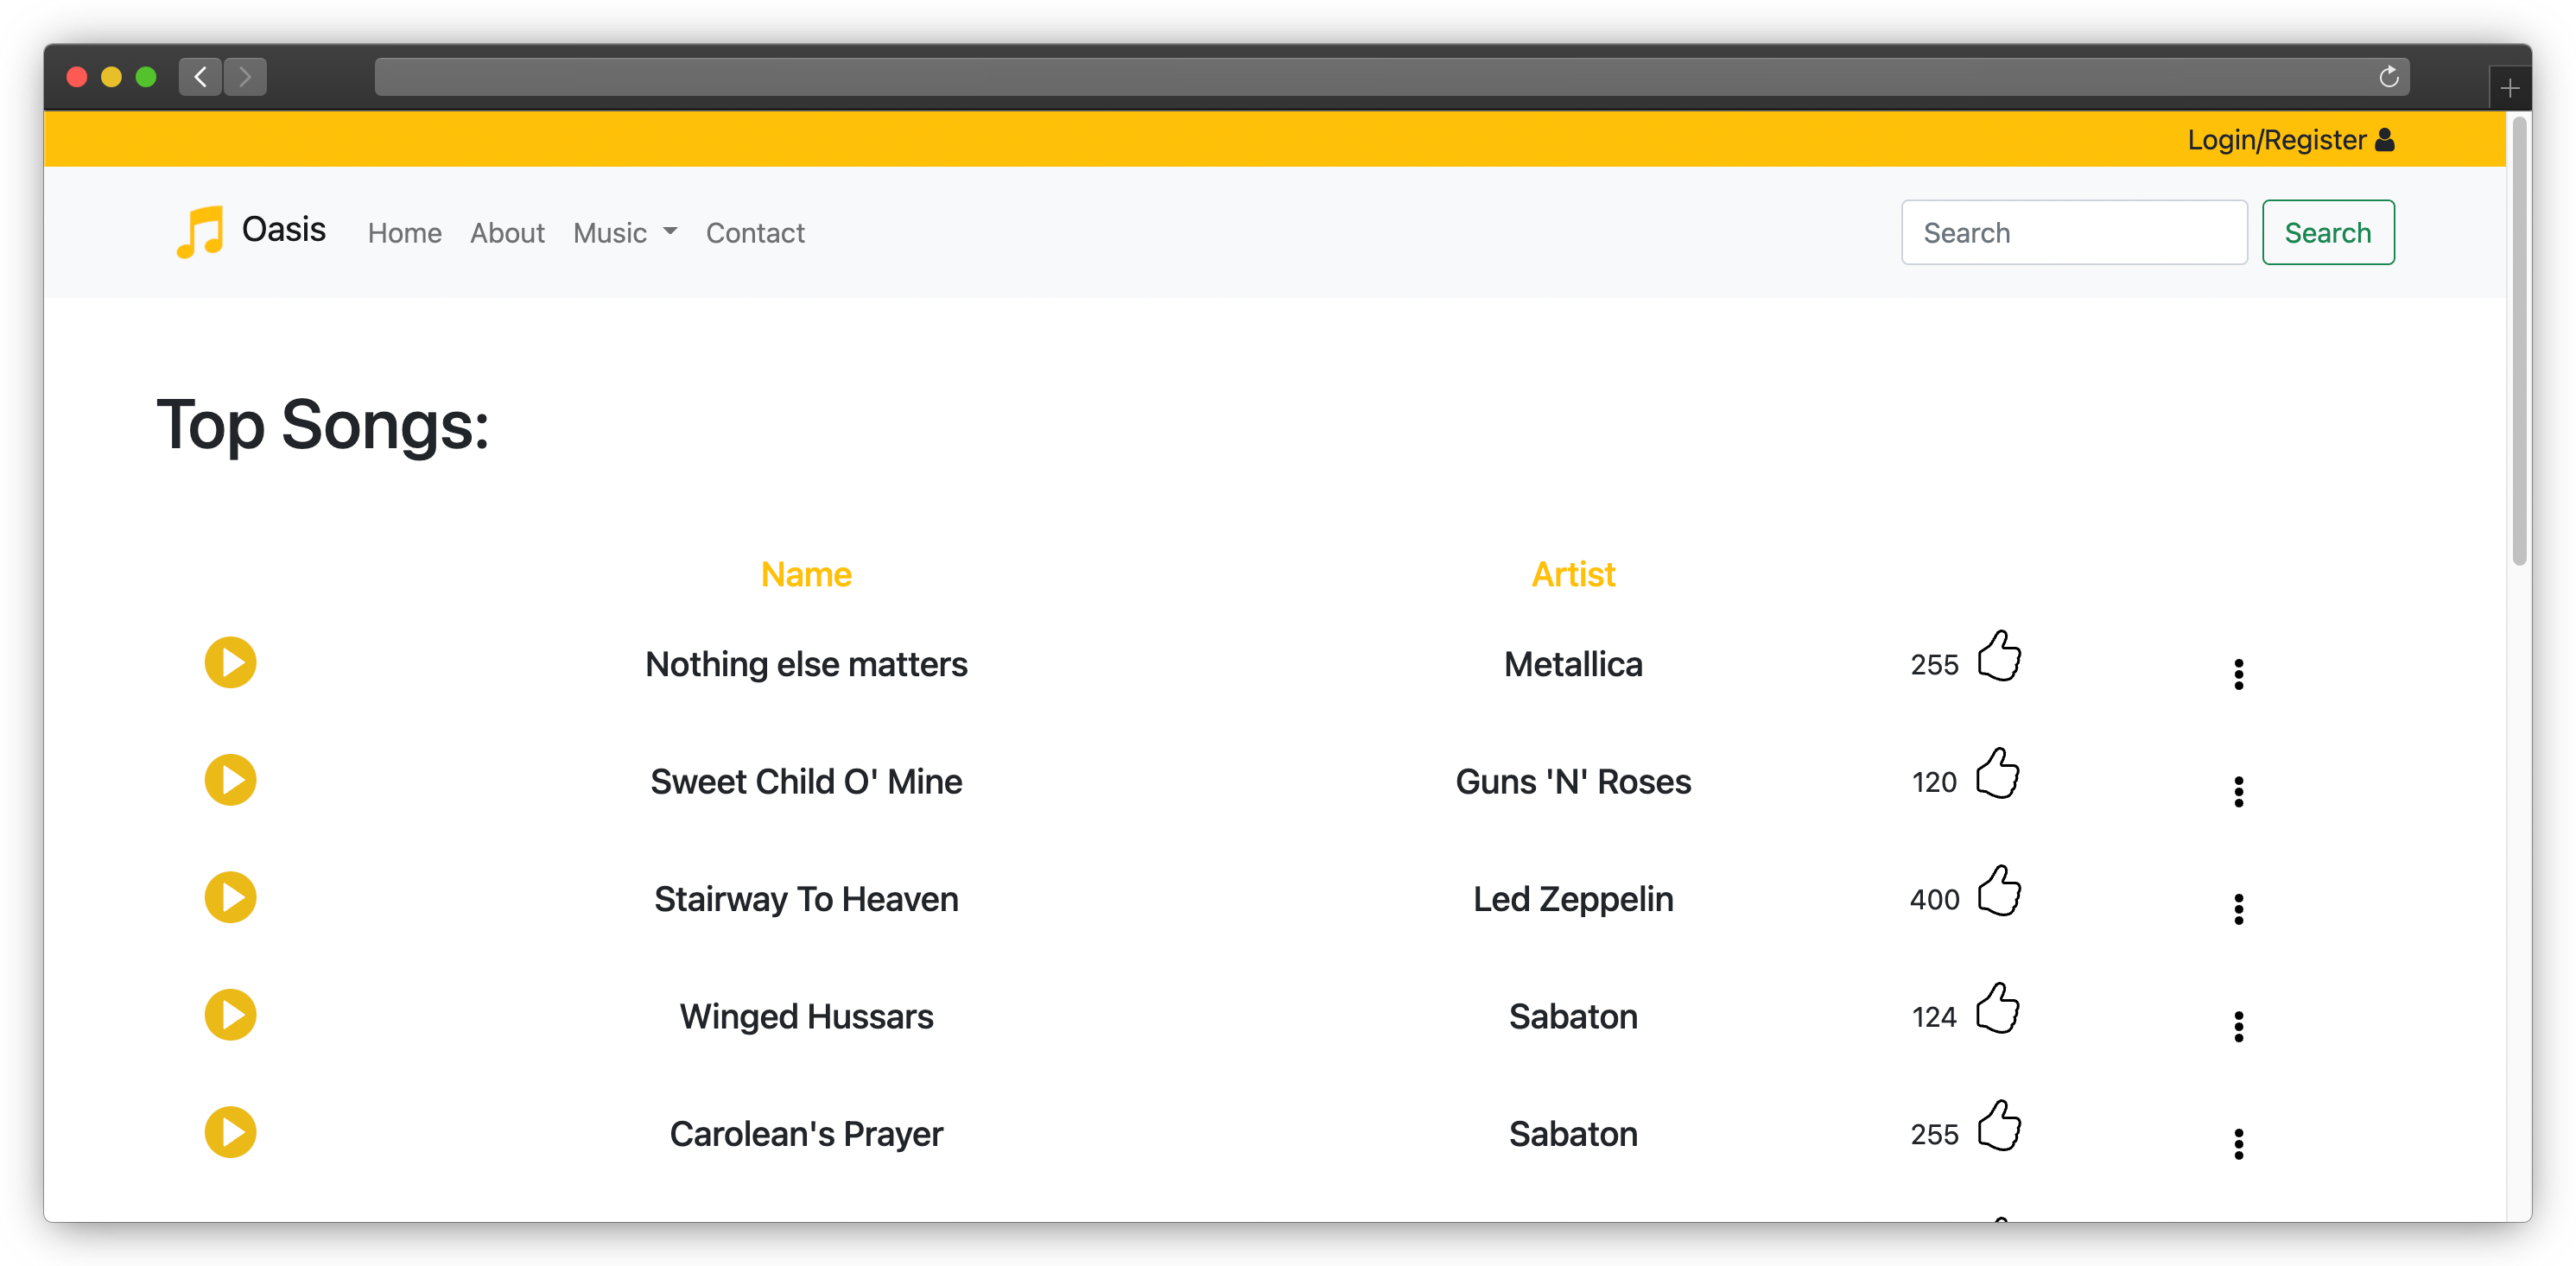 Login/Register
Oasis Home About Music Contact Search Search
Top Songs:
Name Artist
Nothing else matters Metallica 255
Sweet Child O' Mine Guns 'N' Roses 120
Stairway To Heaven Led Zeppelin 400
Winged Hussars Sabaton 124
Carolean's Prayer Sabaton 255